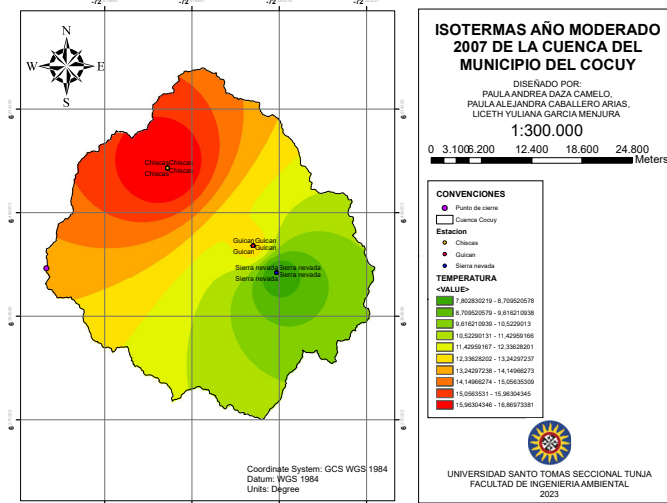 N
W E
S
Chiscas Chiscas
Chiscas Chiscas
Guican Guican
Guican Guican
Sierra nevada Sierra nevada
Sierra nevada Sierra nevada
Coordinate System: GCS WGS 1984
Datum: WGS 1984
Units: Degree
ISOTERMAS AÑO MODERADO
2007 DE LA CUENCA DEL
MUNICIPIO DEL COCUY
DISEÑADO POR:
PAULA ANDREA DAZA CAMELO,
PAULA ALEJANDRA CABALLERO ARIAS,
LICETH YULIANA GARCIA MENJURA
1:300.000
0 3.100 6.200 12.400 18.600 24.800
Meters
CONVENCIONES
Punto de cierre
Cuenca Cocuy
Estacion
Chiscas
Guican
Sierra nevada
TEMPERATURA
<VALUE>
7,802830219 - 8,709520578
8,709520579 - 9,616210938
9,616210939 - 10,5229013
10,52290131 - 11,42959166
11,42959167 - 12,33628201
12,33628202 - 13,24297237
13,24297238 - 14,14966273
14,14966274 - 15,05635309
15,0563531 - 15,96304345
15,96304346 - 16,86973381
UNIVERSIDAD SANTO TOMAS SECCIONAL TUNJA
FACULTAD DE INGENIERIA AMBIENTAL
2023